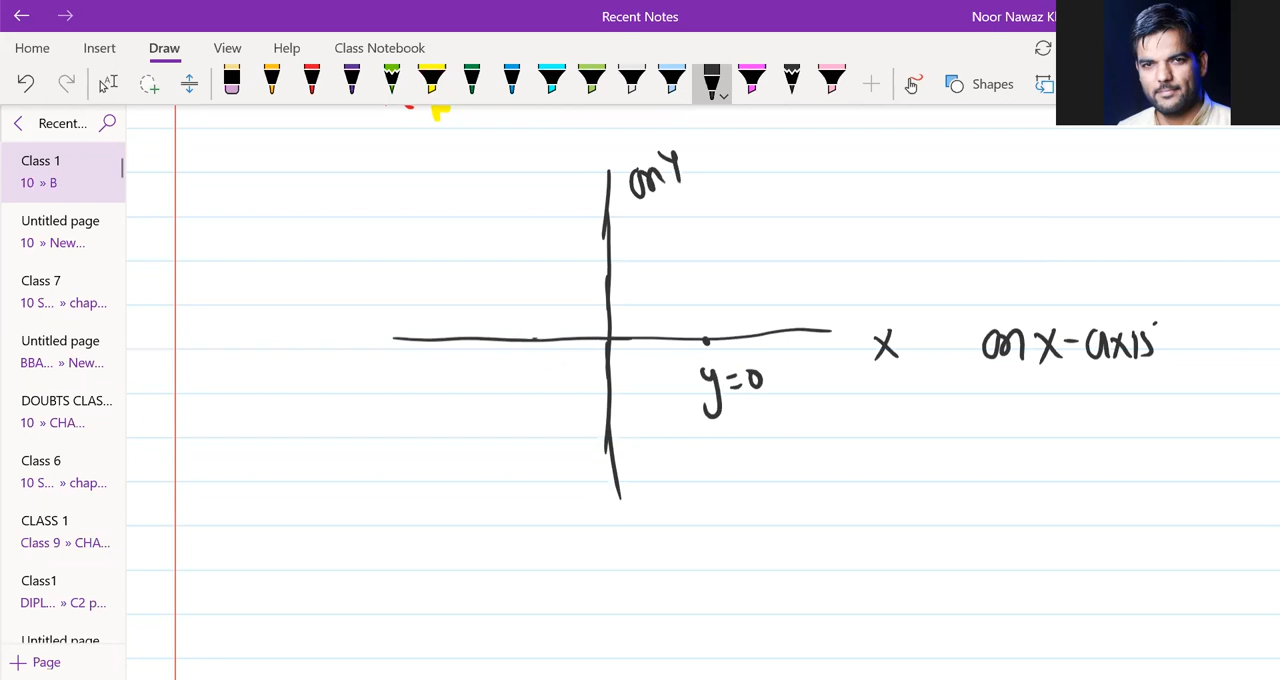 Recent Notes
Noor Nawaz Kh
Home Insert Draw View Help Class Notebook
Shapes
Recent...
Class 1
10 » B
Untitled page
10 » New...
Class 7
10 S... » chap...
Untitled page
BBA... » New...
DOUBTS CLAS...
10 » CHA...
Class 6
10 S... » chap...
CLASS 1
Class 9 » CHA...
Class1
DIPL... » C2 p...
Untitled page
Page
on Y
y=0
X on X-axis